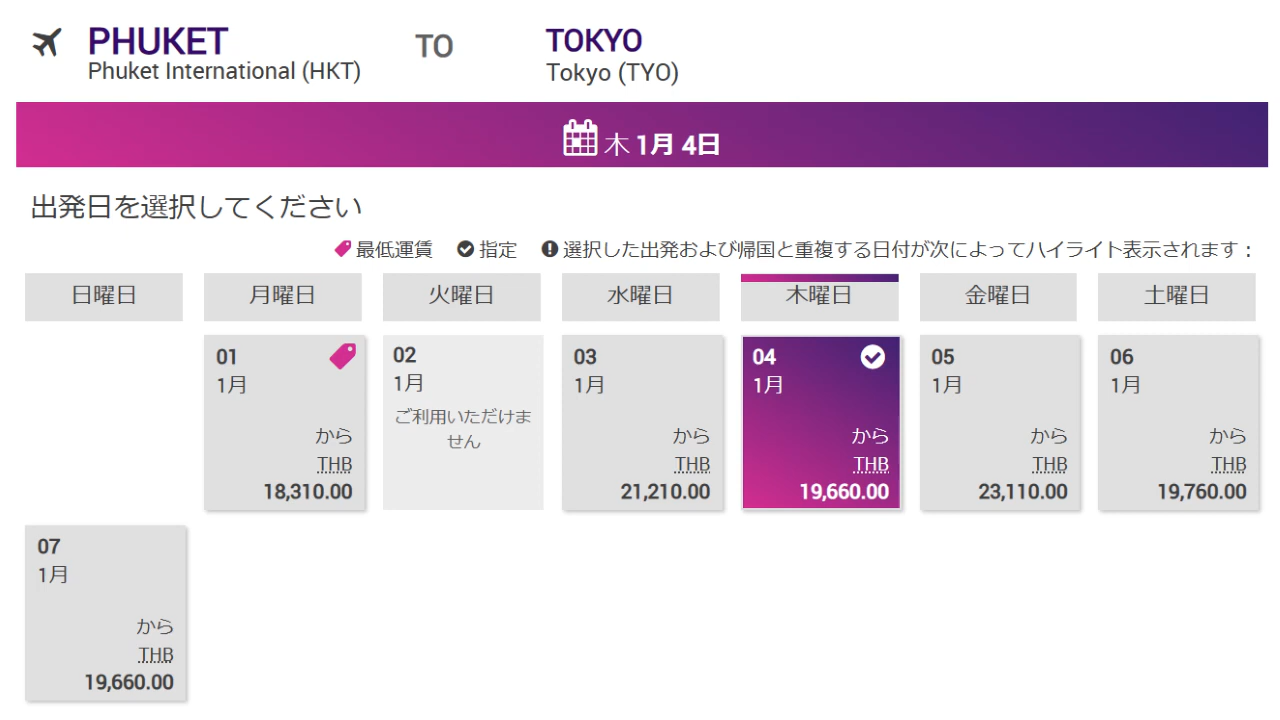 PHUKET
Phuket International (HKT)
TO
TOKYO
Tokyo (TYO)
木 1月 4日
出発日を選択してください
最低運賃 指定 選択した出発および帰国と重複する日付が次によってハイライト表示されます：
日曜日 月曜日 火曜日 水曜日 木曜日 金曜日 土曜日
01
1月
から
THB
18,310.00
02
1月
ご利用いただけま
せん
03
1月
から
THB
21,210.00
04
1月
から
THB
19,660.00
05
1月
から
THB
23,110.00
06
1月
から
THB
19,760.00
07
1月
から
THB
19,660.00